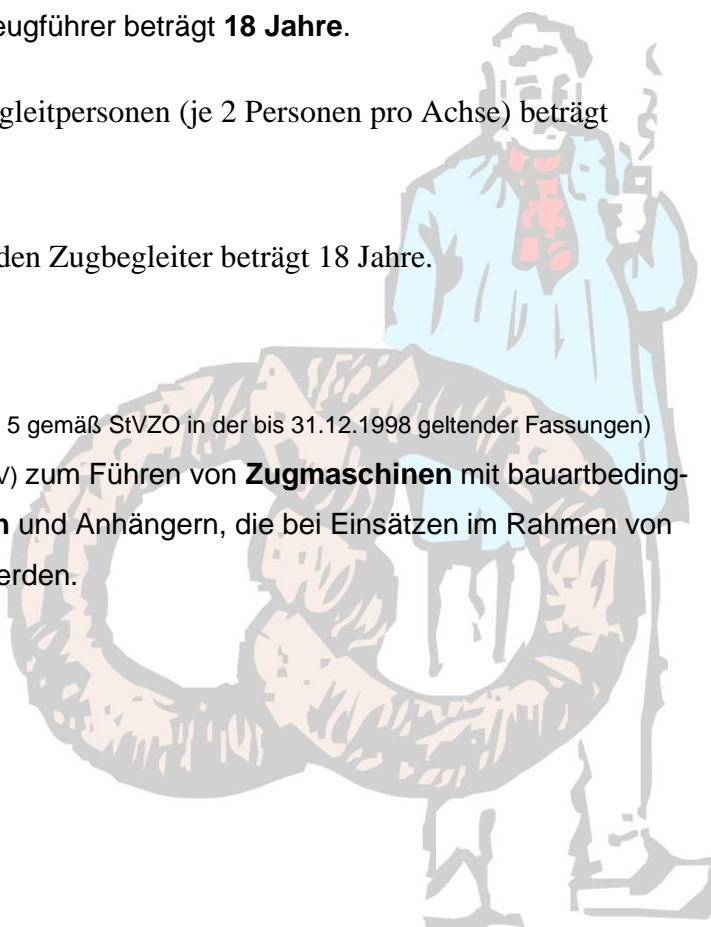 eugführer beträgt 18 Jahre.
gleitpersonen (je 2 Personen pro Achse) beträgt
den Zugbegleiter beträgt 18 Jahre.
5 gemäß StVZO in der bis 31.12.1998 geltender Fassungen)
V) zum Führen von Zugmaschinen mit bauartbeding-
n und Anhängern, die bei Einsätzen im Rahmen von
erden.